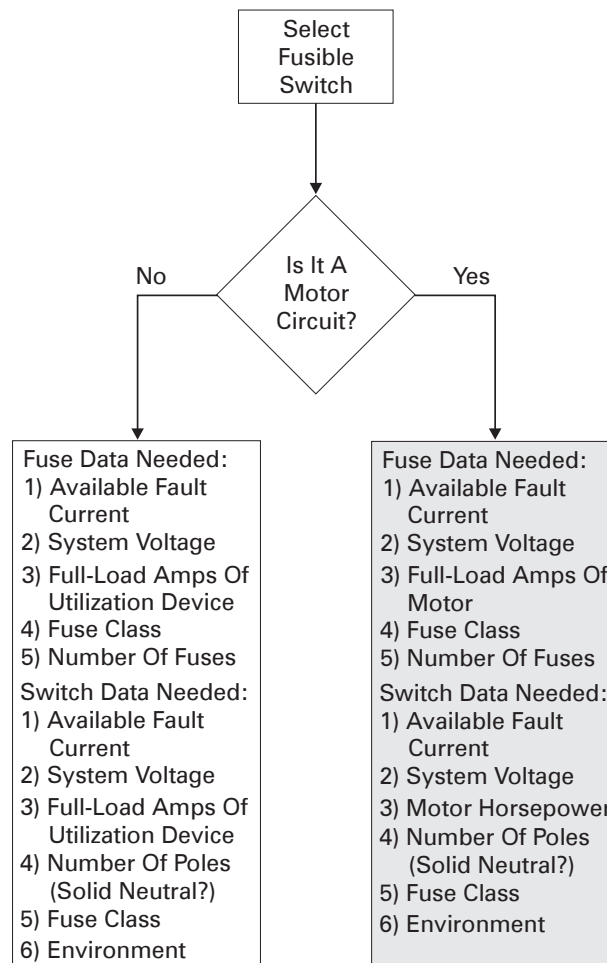 Select
Fusible
Switch
Is It A
Motor
Circuit?
No
Yes
Fuse Data Needed:
1) Available Fault
Current
2) System Voltage
3) Full-Load Amps Of
Utilization Device
4) Fuse Class
5) Number Of Fuses
Switch Data Needed:
1) Available Fault
Current
2) System Voltage
3) Full-Load Amps Of
Utilization Device
4) Number Of Poles
(Solid Neutral?)
5) Fuse Class
6) Environment
Fuse Data Needed:
1) Available Fault
Current
2) System Voltage
3) Full-Load Amps Of
Motor
4) Fuse Class
5) Number Of Fuses
Switch Data Needed:
1) Available Fault
Current
2) System Voltage
3) Motor Horsepower
4) Number Of Poles
(Solid Neutral?)
5) Fuse Class
6) Environment